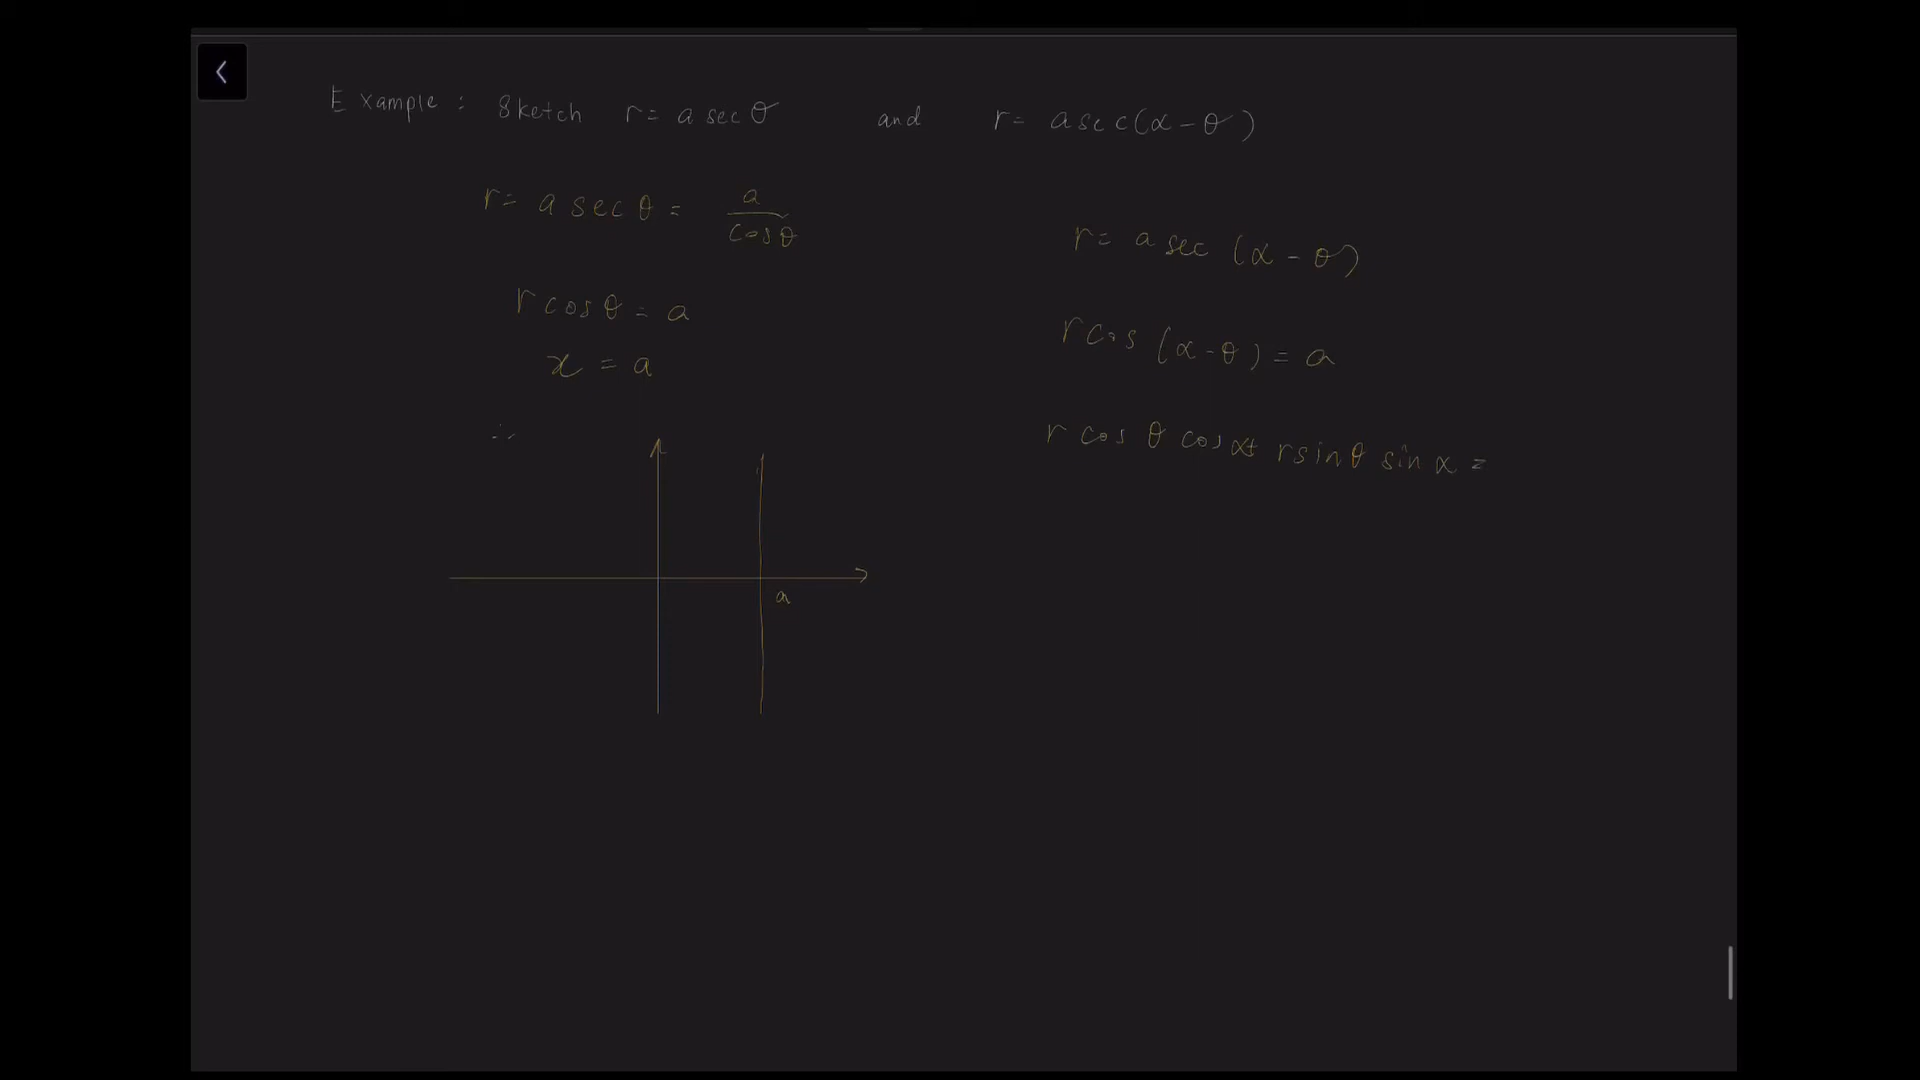 Example : Sketch r = a sec θ and r = a sec(α - θ)
r = a sec θ = a/cos θ
r cos θ = a
x = a
∴
a
r = a sec (α - θ)
r cos (α - θ) = a
r cos θ cos α + r sin θ sin α =